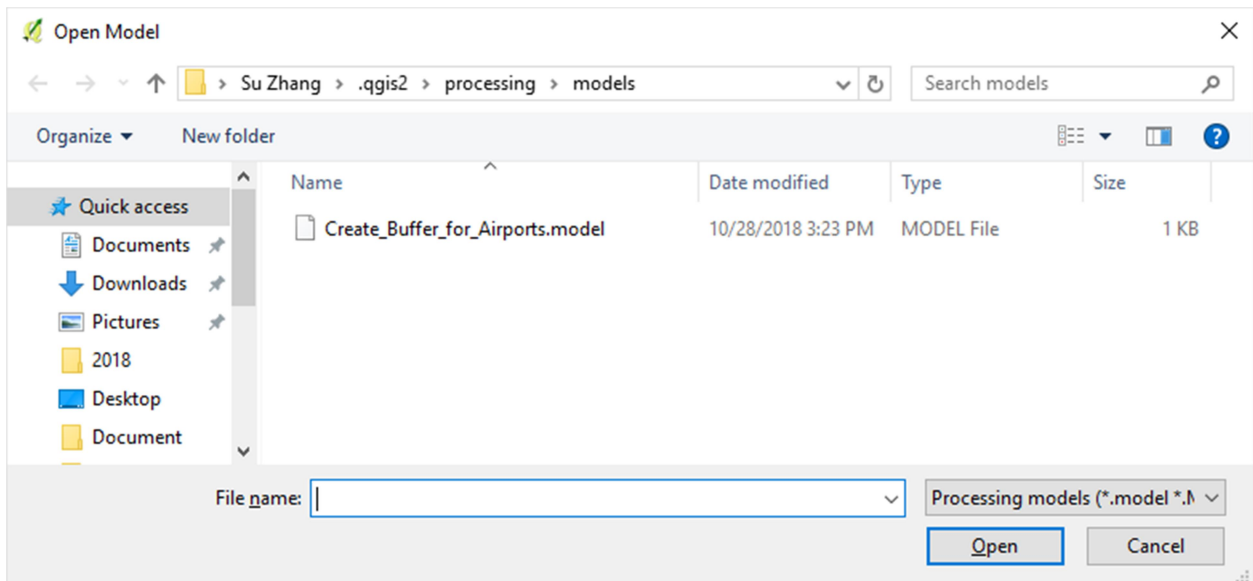 Open Model
Su Zhang > .qgis2 > processing > models
Search models
Organize
New folder
?
Name
Date modified
Type
Size
Quick access
Create_Buffer_for_Airports.model
10/28/2018 3:23 PM
MODEL File
1 KB
Documents
Downloads
Pictures
2018
Desktop
Document
File name:
Processing models (*.model *.M
Open
Cancel